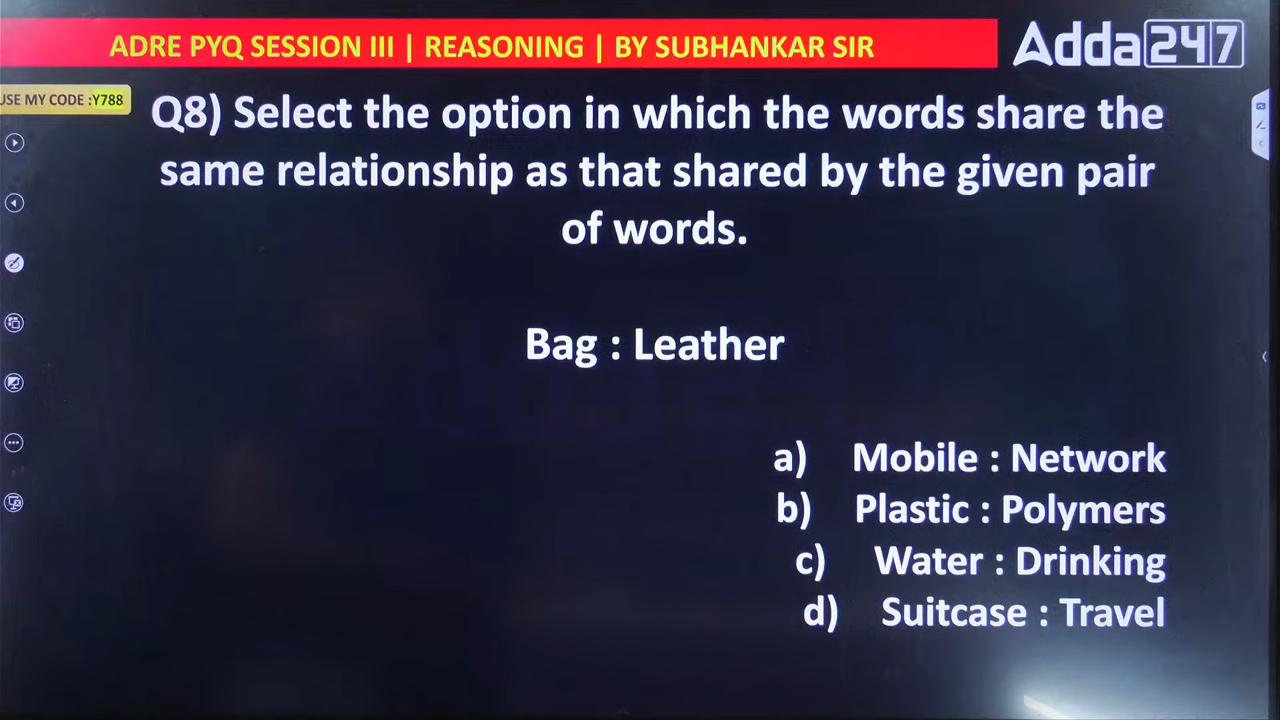 ADRE PYQ SESSION III | REASONING | BY SUBHANKAR SIR
Adda247
USE MY CODE :Y788
Q8) Select the option in which the words share the
same relationship as that shared by the given pair
of words.
Bag : Leather
a) Mobile : Network
b) Plastic : Polymers
c) Water : Drinking
d) Suitcase : Travel